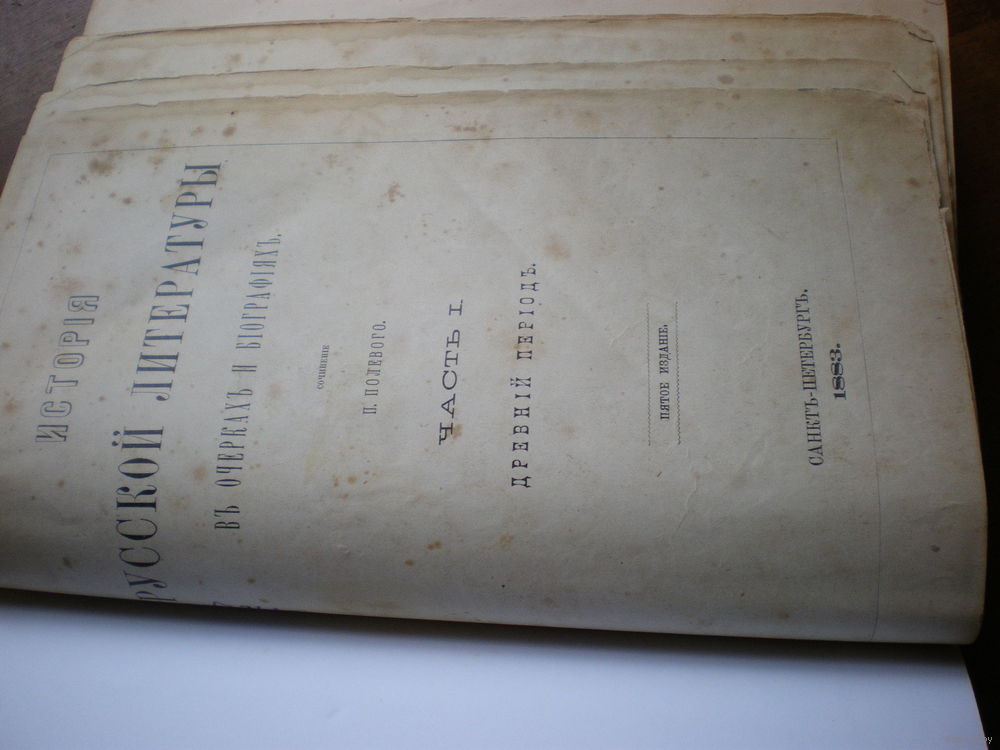 ИСТОРІЯ
РУССКОЙ ЛИТЕРАТУРЫ
ВЪ ОЧЕРКАХЪ И БІОГРАФІЯХЪ.
СОЧИНЕНІЕ
П. ПОЛЕВОГО.
ЧАСТЬ I.
ДРЕВНІЙ ПЕРІОДЪ.
ПЯТОЕ ИЗДАНІЕ.
САНКТЪ-ПЕТЕРБУРГЪ.
1883.